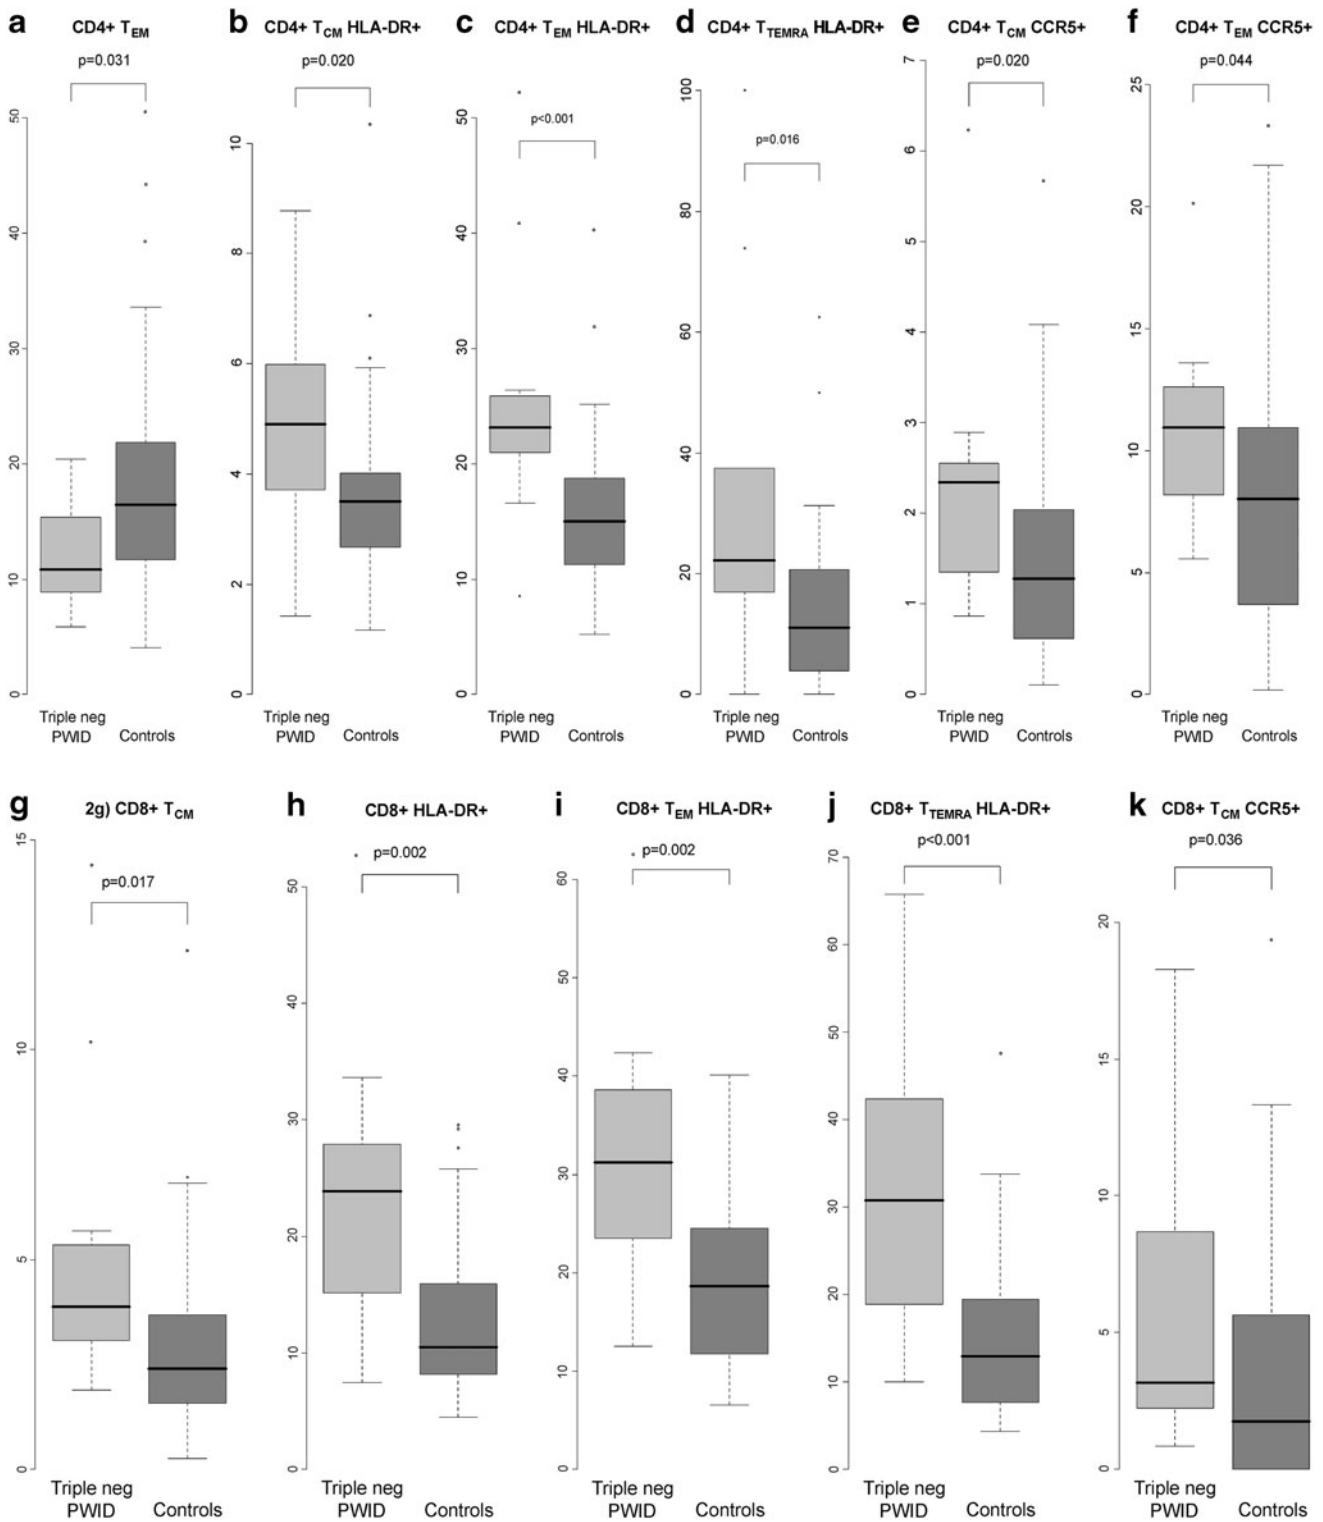 a CD4+ TEM
p=0.031
50
40
30
20
10
0
Triple neg
PWID Controls
b CD4+ TCM HLA-DR+
p=0.020
10
8
6
4
2
0
Triple neg
PWID Controls
c CD4+ TEM HLA-DR+
p<0.001
50
40
30
20
10
0
Triple neg
PWID Controls
d CD4+ TTEMRA HLA-DR+
p=0.016
100
80
60
40
20
0
Triple neg
PWID Controls
e CD4+ TCM CCR5+
p=0.020
7
6
5
4
3
2
1
0
Triple neg
PWID Controls
f CD4+ TEM CCR5+
p=0.044
25
20
15
10
5
0
Triple neg
PWID Controls
g 2g) CD8+ TCM
p=0.017
15
10
5
0
Triple neg
PWID Controls
h CD8+ HLA-DR+
p=0.002
50
40
30
20
10
0
Triple neg
PWID Controls
i CD8+ TEM HLA-DR+
p=0.002
60
50
40
30
20
10
0
Triple neg
PWID Controls
j CD8+ TTEMRA HLA-DR+
p<0.001
70
60
50
40
30
20
10
0
Triple neg
PWID Controls
k CD8+ TCM CCR5+
p=0.036
20
15
10
5
0
Triple neg
PWID Controls